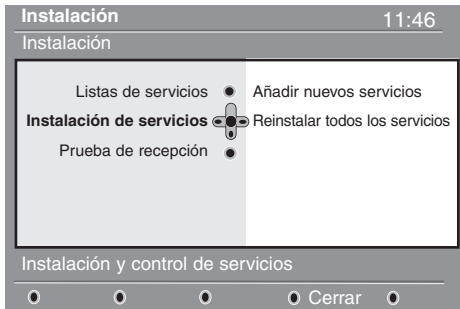 Instalación 11:46
Instalación
Listas de servicios Añadir nuevos servicios
Instalación de servicios Reinstalar todos los servicios
Prueba de recepción
Instalación y control de servicios
Cerrar